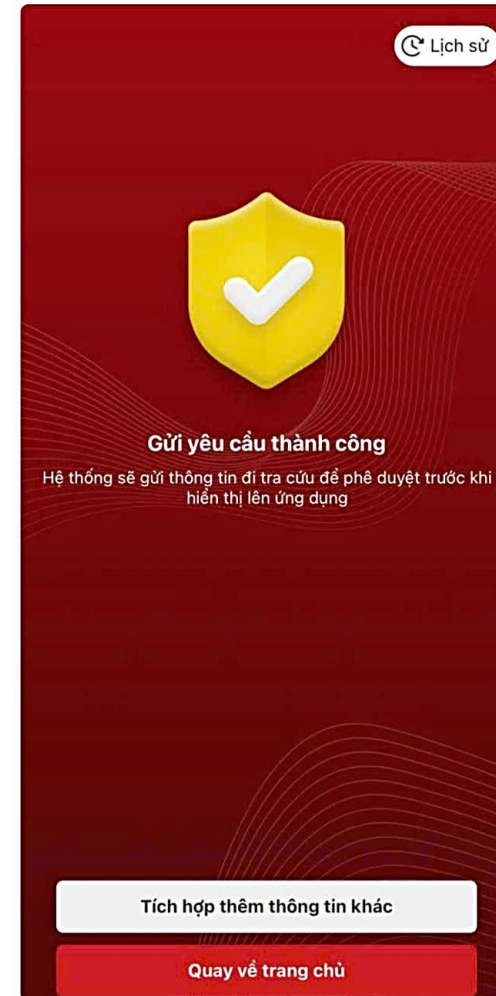 Lịch sử
Gửi yêu cầu thành công
Hệ thống sẽ gửi thông tin đi tra cứu để phê duyệt trước khi
hiển thị lên ứng dụng
Tích hợp thêm thông tin khác
Quay về trang chủ